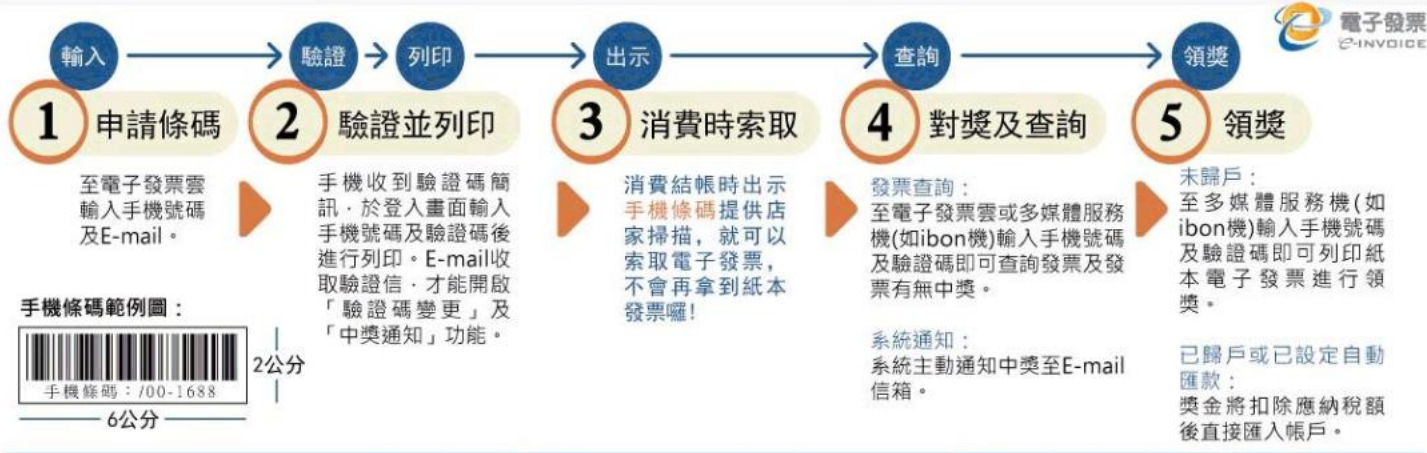 電子發票
E-INVOICE
輸入
驗證
列印
出示
查詢
領獎
1 申請條碼
至電子發票雲
輸入手機號碼
及E-mail。
手機條碼範例圖：
手機條碼：/00-1688
2公分
6公分
2 驗證並列印
手機收到驗證碼簡
訊．於登入畫面輸入
手機號碼及驗證碼後
進行列印。E-mail收
取驗證信．才能開啟
「驗證碼變更」及
「中獎通知」功能。
3 消費時索取
消費結帳時出示
手機條碼提供店
家掃描，就可以
索取電子發票，
不會再拿到紙本
發票囉!
4 對獎及查詢
發票查詢：
至電子發票雲或多媒體服務
機(如ibon機)輸入手機號碼
及驗證碼即可查詢發票及發
票有無中獎。
系統通知：
系統主動通知中獎至E-mail
信箱。
5 領獎
未歸戶：
至多媒體服務機(如
ibon機)輸入手機號碼
及驗證碼即可列印紙
本電子發票進行領
獎。
已歸戶或已設定自動
匯款：
獎金將扣除應納稅額
後直接匯入帳戶。